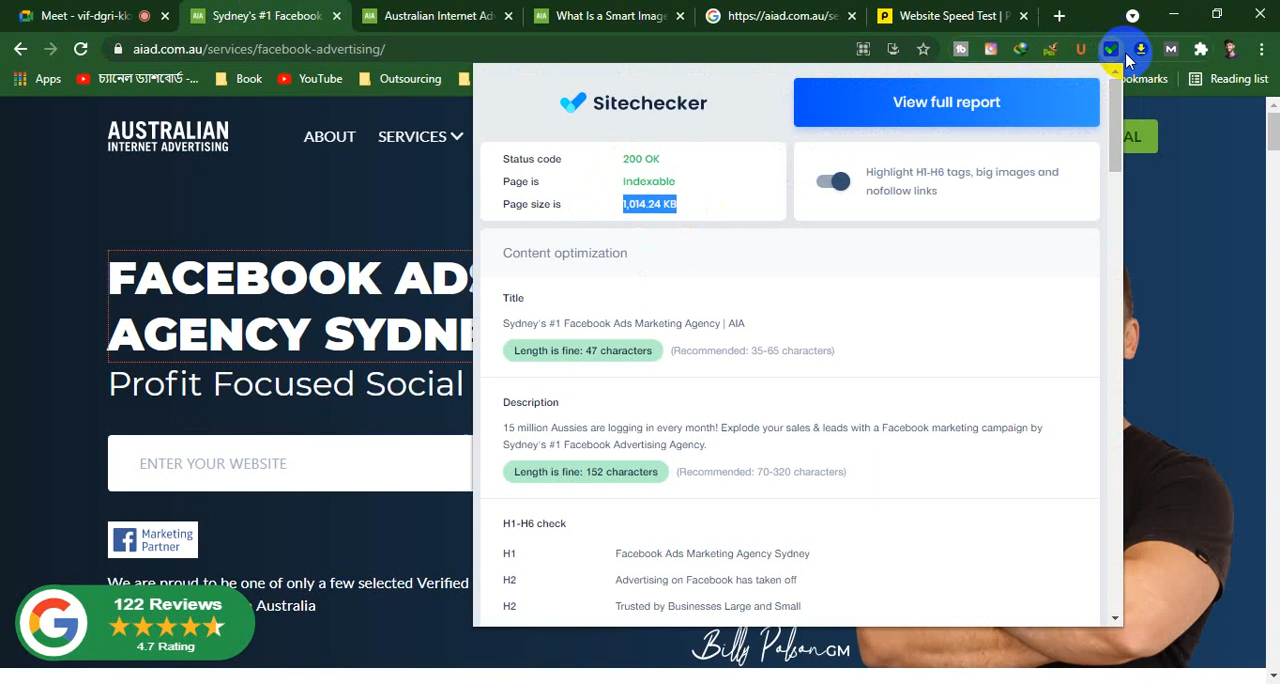 Meet - vif-dgri-kk
Sydney's #1 Facebook
Australian Internet Ad
What Is a Smart Imag
https://aiad.com.au/se
Website Speed Test | P
aiad.com.au/services/facebook-advertising/
Apps
চ্যানেল ড্যাশবোর্ড -...
Book
YouTube
Outsourcing
ookmarks
Reading list
AUSTRALIAN
INTERNET ADVERTISING
ABOUT
SERVICES
AL
Sitechecker
View full report
Status code 200 OK
Page is Indexable
Page size is 1,014.24 KB
Highlight H1-H6 tags, big images and
nofollow links
Content optimization
Title
Sydney's #1 Facebook Ads Marketing Agency | AIA
Length is fine: 47 characters (Recommended: 35-65 characters)
Description
15 million Aussies are logging in every month! Explode your sales & leads with a Facebook marketing campaign by
Sydney's #1 Facebook Advertising Agency.
Length is fine: 152 characters (Recommended: 70-320 characters)
H1-H6 check
H1 Facebook Ads Marketing Agency Sydney
H2 Advertising on Facebook has taken off
H2 Trusted by Businesses Large and Small
FACEBOOK ADS
AGENCY SYDNE
Profit Focused Social
ENTER YOUR WEBSITE
Marketing
Partner
We are proud to be one of only a few selected Verified
Australia
122 Reviews
4.7 Rating
Billy Polson GM